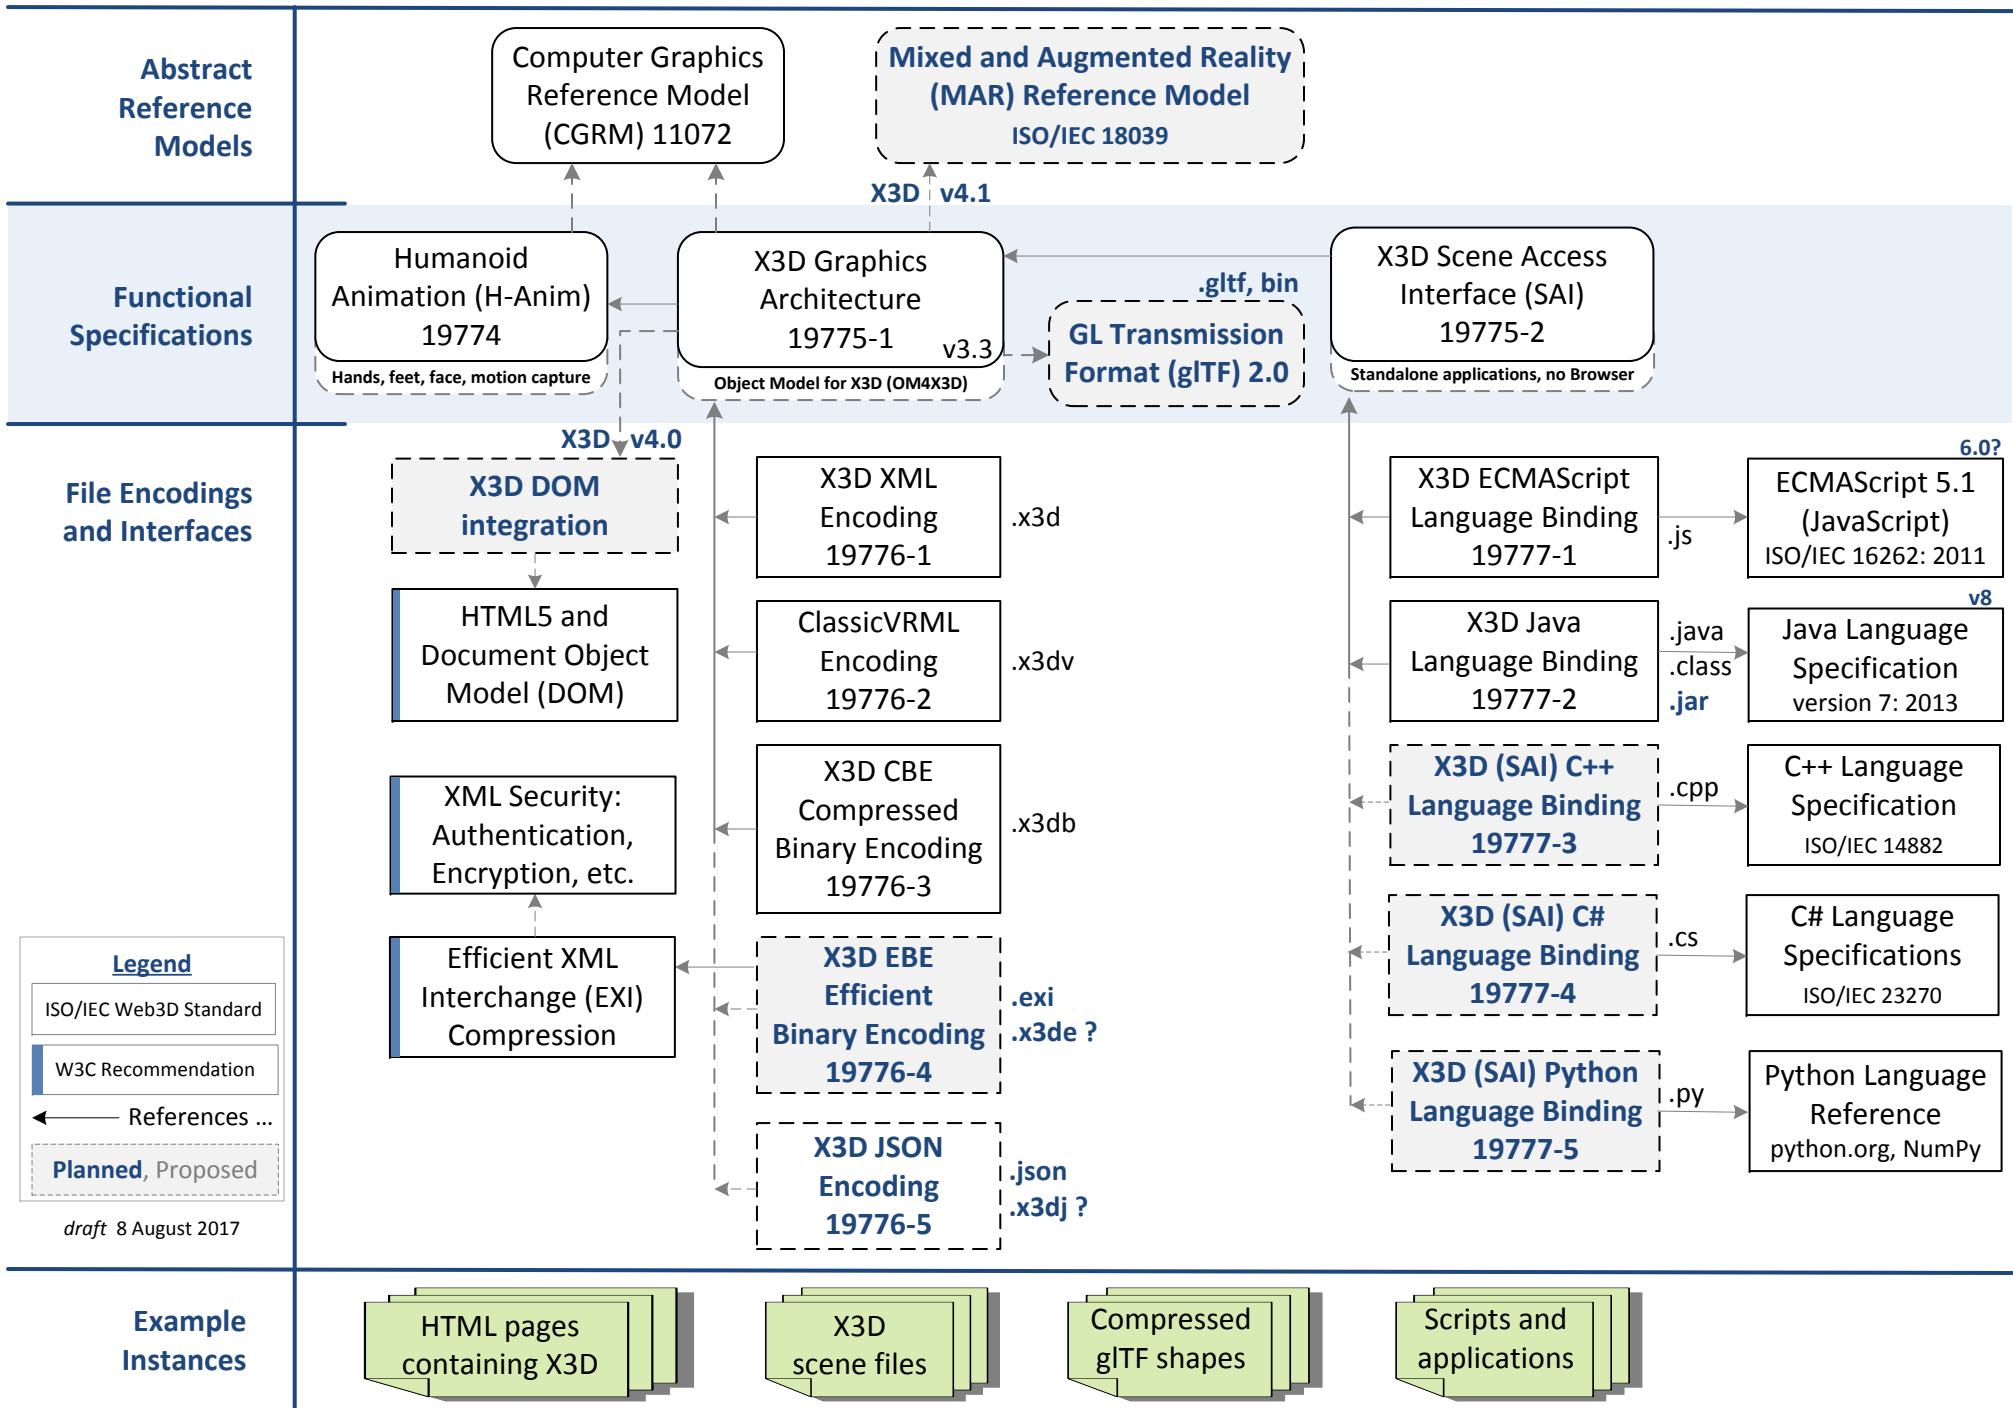 Abstract
Reference
Models
Computer Graphics
Reference Model
(CGRM) 11072
Mixed and Augmented Reality
(MAR) Reference Model
ISO/IEC 18039
X3D v4.1
Functional
Specifications
Humanoid
Animation (H-Anim)
19774
Hands, feet, face, motion capture
X3D Graphics
Architecture
19775-1
v3.3
Object Model for X3D (OM4X3D)
.gltf, bin
GL Transmission
Format (glTF) 2.0
X3D Scene Access
Interface (SAI)
19775-2
Standalone applications, no Browser
File Encodings
and Interfaces
X3D v4.0
X3D DOM
integration
HTML5 and
Document Object
Model (DOM)
XML Security:
Authentication,
Encryption, etc.
Efficient XML
Interchange (EXI)
Compression
X3D XML
Encoding
19776-1
.x3d
ClassicVRML
Encoding
19776-2
.x3dv
X3D CBE
Compressed
Binary Encoding
19776-3
.x3db
X3D EBE
Efficient
Binary Encoding
19776-4
.exi
.x3de ?
X3D JSON
Encoding
19776-5
.json
.x3dj ?
X3D ECMAScript
Language Binding
19777-1
.js
6.0?
ECMAScript 5.1
(JavaScript)
ISO/IEC 16262: 2011
X3D Java
Language Binding
19777-2
.java
.class
.jar
v8
Java Language
Specification
version 7: 2013
X3D (SAI) C++
Language Binding
19777-3
.cpp
C++ Language
Specification
ISO/IEC 14882
X3D (SAI) C#
Language Binding
19777-4
.cs
C# Language
Specifications
ISO/IEC 23270
X3D (SAI) Python
Language Binding
19777-5
.py
Python Language
Reference
python.org, NumPy
Legend
ISO/IEC Web3D Standard
W3C Recommendation
References ...
Planned, Proposed
draft 8 August 2017
Example
Instances
HTML pages
containing X3D
X3D
scene files
Compressed
glTF shapes
Scripts and
applications